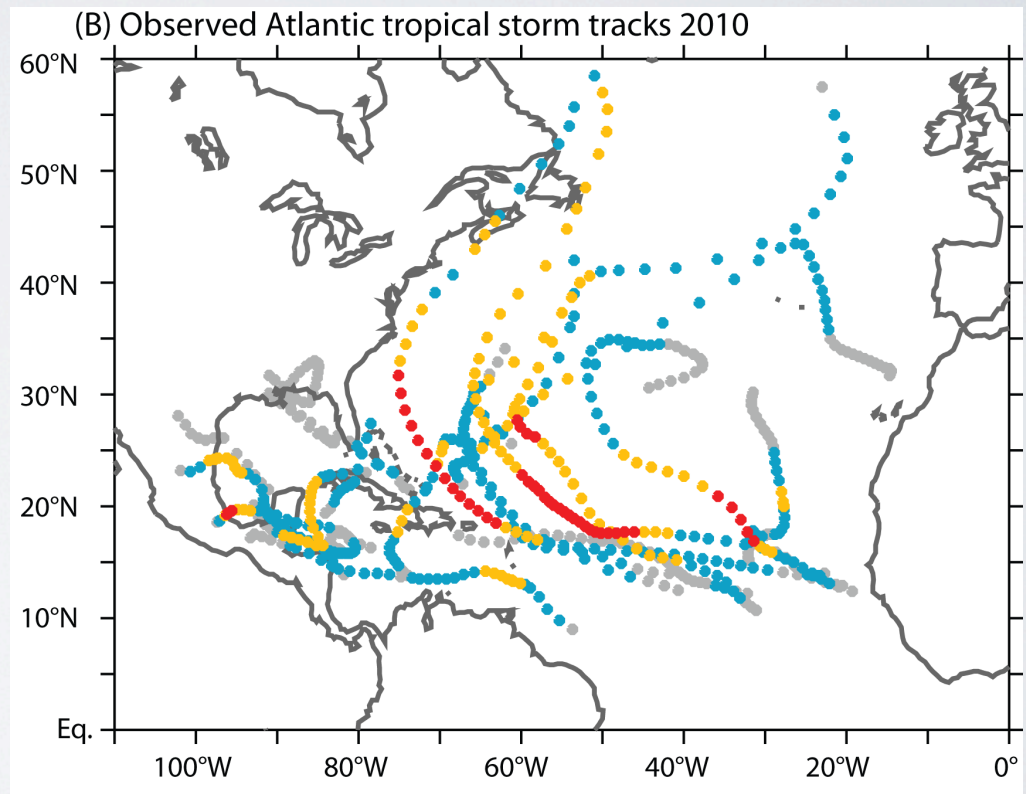 (B) Observed Atlantic tropical storm tracks 2010
60°N
50°N
40°N
30°N
20°N
10°N
Eq.
100°W 80°W 60°W 40°W 20°W 0°